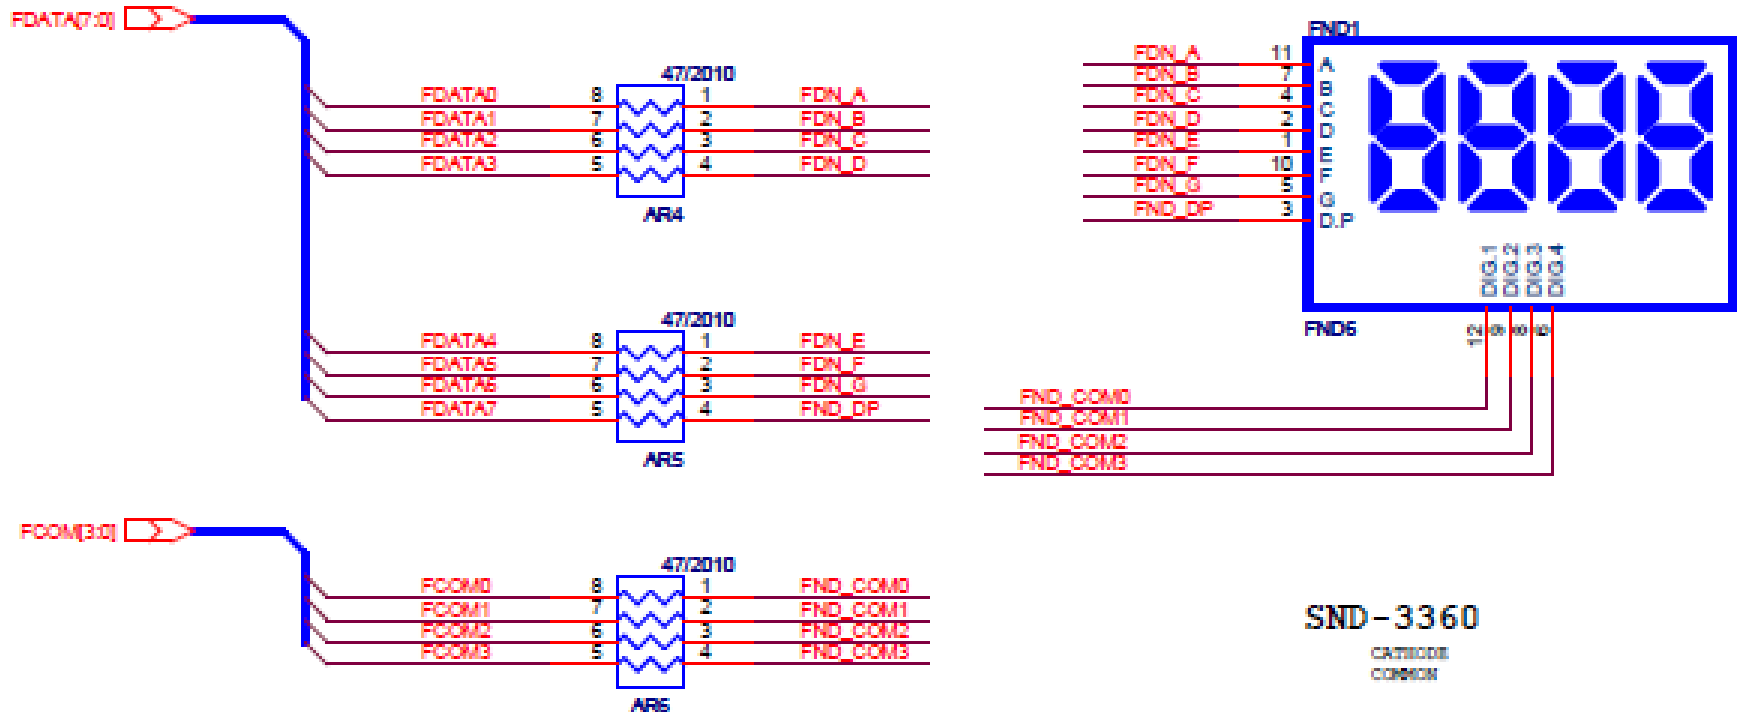 FDATA[7:0]
47/2010
FDATA0 8 1 FDN_A
FDATA1 7 2 FDN_B
FDATA2 6 3 FDN_C
FDATA3 5 4 FDN_D
AR4
47/2010
FDATA4 8 1 FDN_E
FDATA5 7 2 FDN_F
FDATA6 6 3 FDN_G
FDATA7 5 4 FND_DP
AR5
FCOM[3:0]
47/2010
FCOM0 8 1 FND_COM0
FCOM1 7 2 FND_COM1
FCOM2 6 3 FND_COM2
FCOM3 5 4 FND_COM3
AR6
FND1
FDN_A 11 A
FDN_B 7 B
FDN_C 4 C
FDN_D 2 D
FDN_E 1 E
FDN_F 10 F
FDN_G 5 G
FND_DP 3 D.P
DIG.1
DIG.2
DIG.3
DIG.4
FND5
12
9
8
6
FND_COM0
FND_COM1
FND_COM2
FND_COM3
SND-3360
CATHODE
COMMON